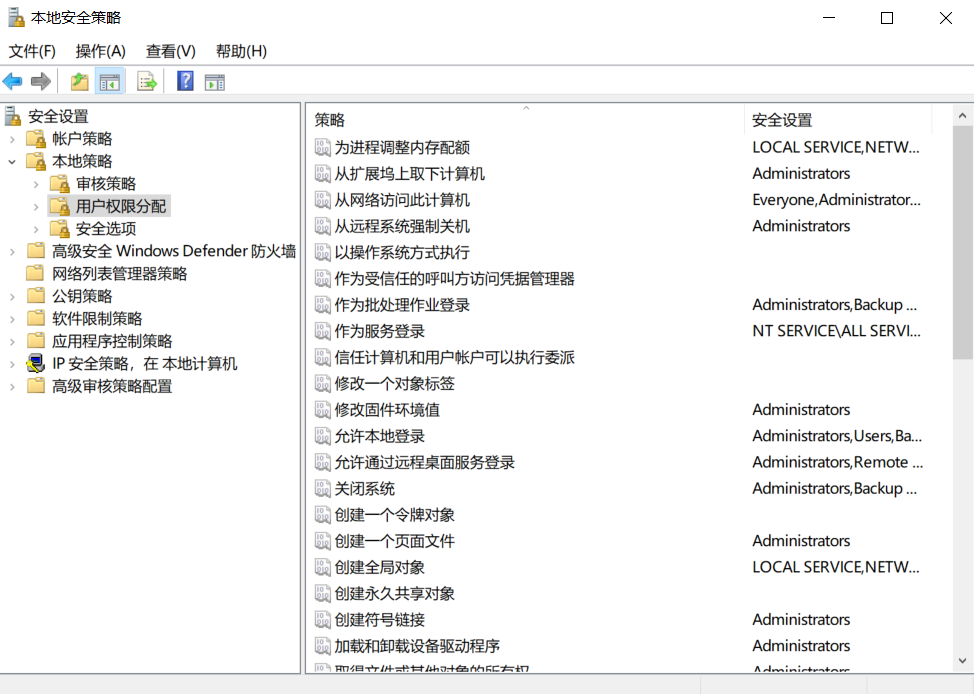 本地安全策略
文件(F) 操作(A) 查看(V) 帮助(H)
安全设置
帐户策略
本地策略
审核策略
用户权限分配
安全选项
高级安全 Windows Defender 防火墙
网络列表管理器策略
公钥策略
软件限制策略
应用程序控制策略
IP 安全策略，在 本地计算机
高级审核策略配置
策略 安全设置
为进程调整内存配额 LOCAL SERVICE,NETW...
从扩展坞上取下计算机 Administrators
从网络访问此计算机 Everyone,Administrator...
从远程系统强制关机 Administrators
以操作系统方式执行
作为受信任的呼叫方访问凭据管理器
作为批处理作业登录 Administrators,Backup ...
作为服务登录 NT SERVICE\ALL SERVI...
信任计算机和用户帐户可以执行委派
修改一个对象标签
修改固件环境值 Administrators
允许本地登录 Administrators,Users,Ba...
允许通过远程桌面服务登录 Administrators,Remote ...
关闭系统 Administrators,Backup ...
创建一个令牌对象
创建一个页面文件 Administrators
创建全局对象 LOCAL SERVICE,NETW...
创建永久共享对象
创建符号链接 Administrators
加载和卸载设备驱动程序 Administrators
取得文件或其他对象的所有权 Administrators